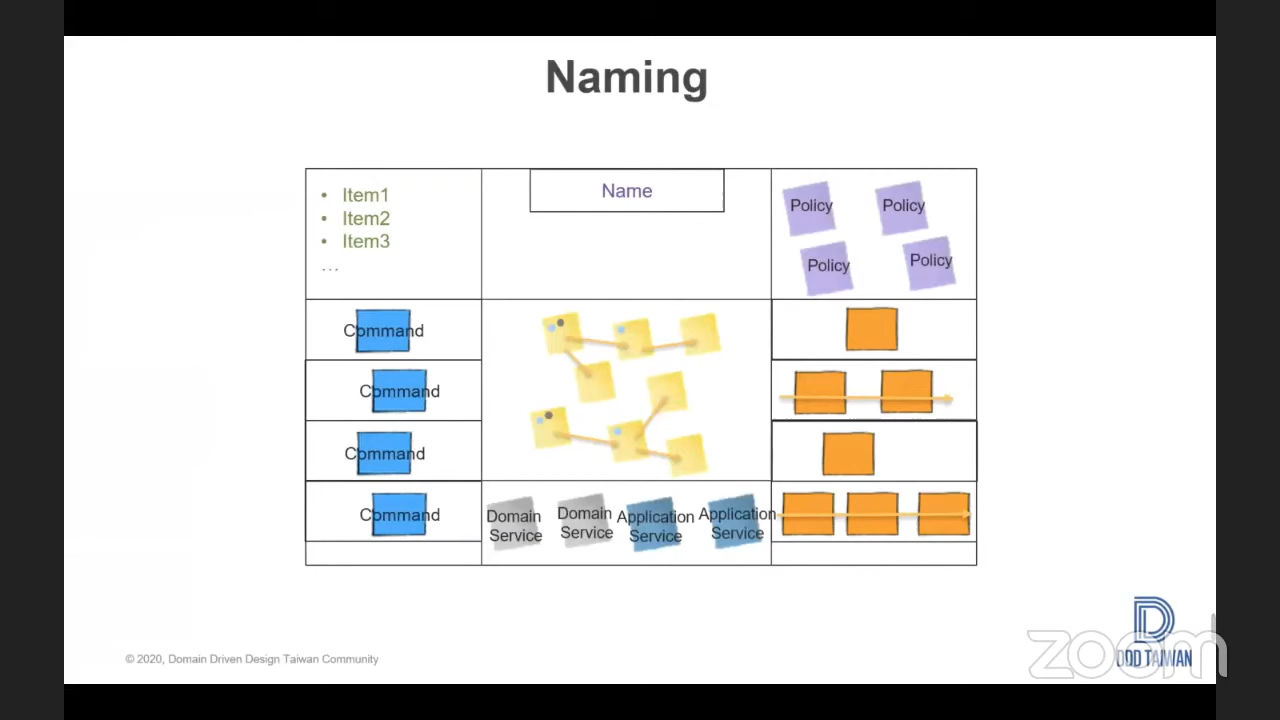 Naming
• Item1
• Item2
• Item3
...
Name
Policy
Policy
Policy
Policy
Command
Command
Command
Command
Domain
Service
Domain
Service
Application
Service
Application
Service
© 2020, Domain Driven Design Taiwan Community
DDD TAIWAN
zoom